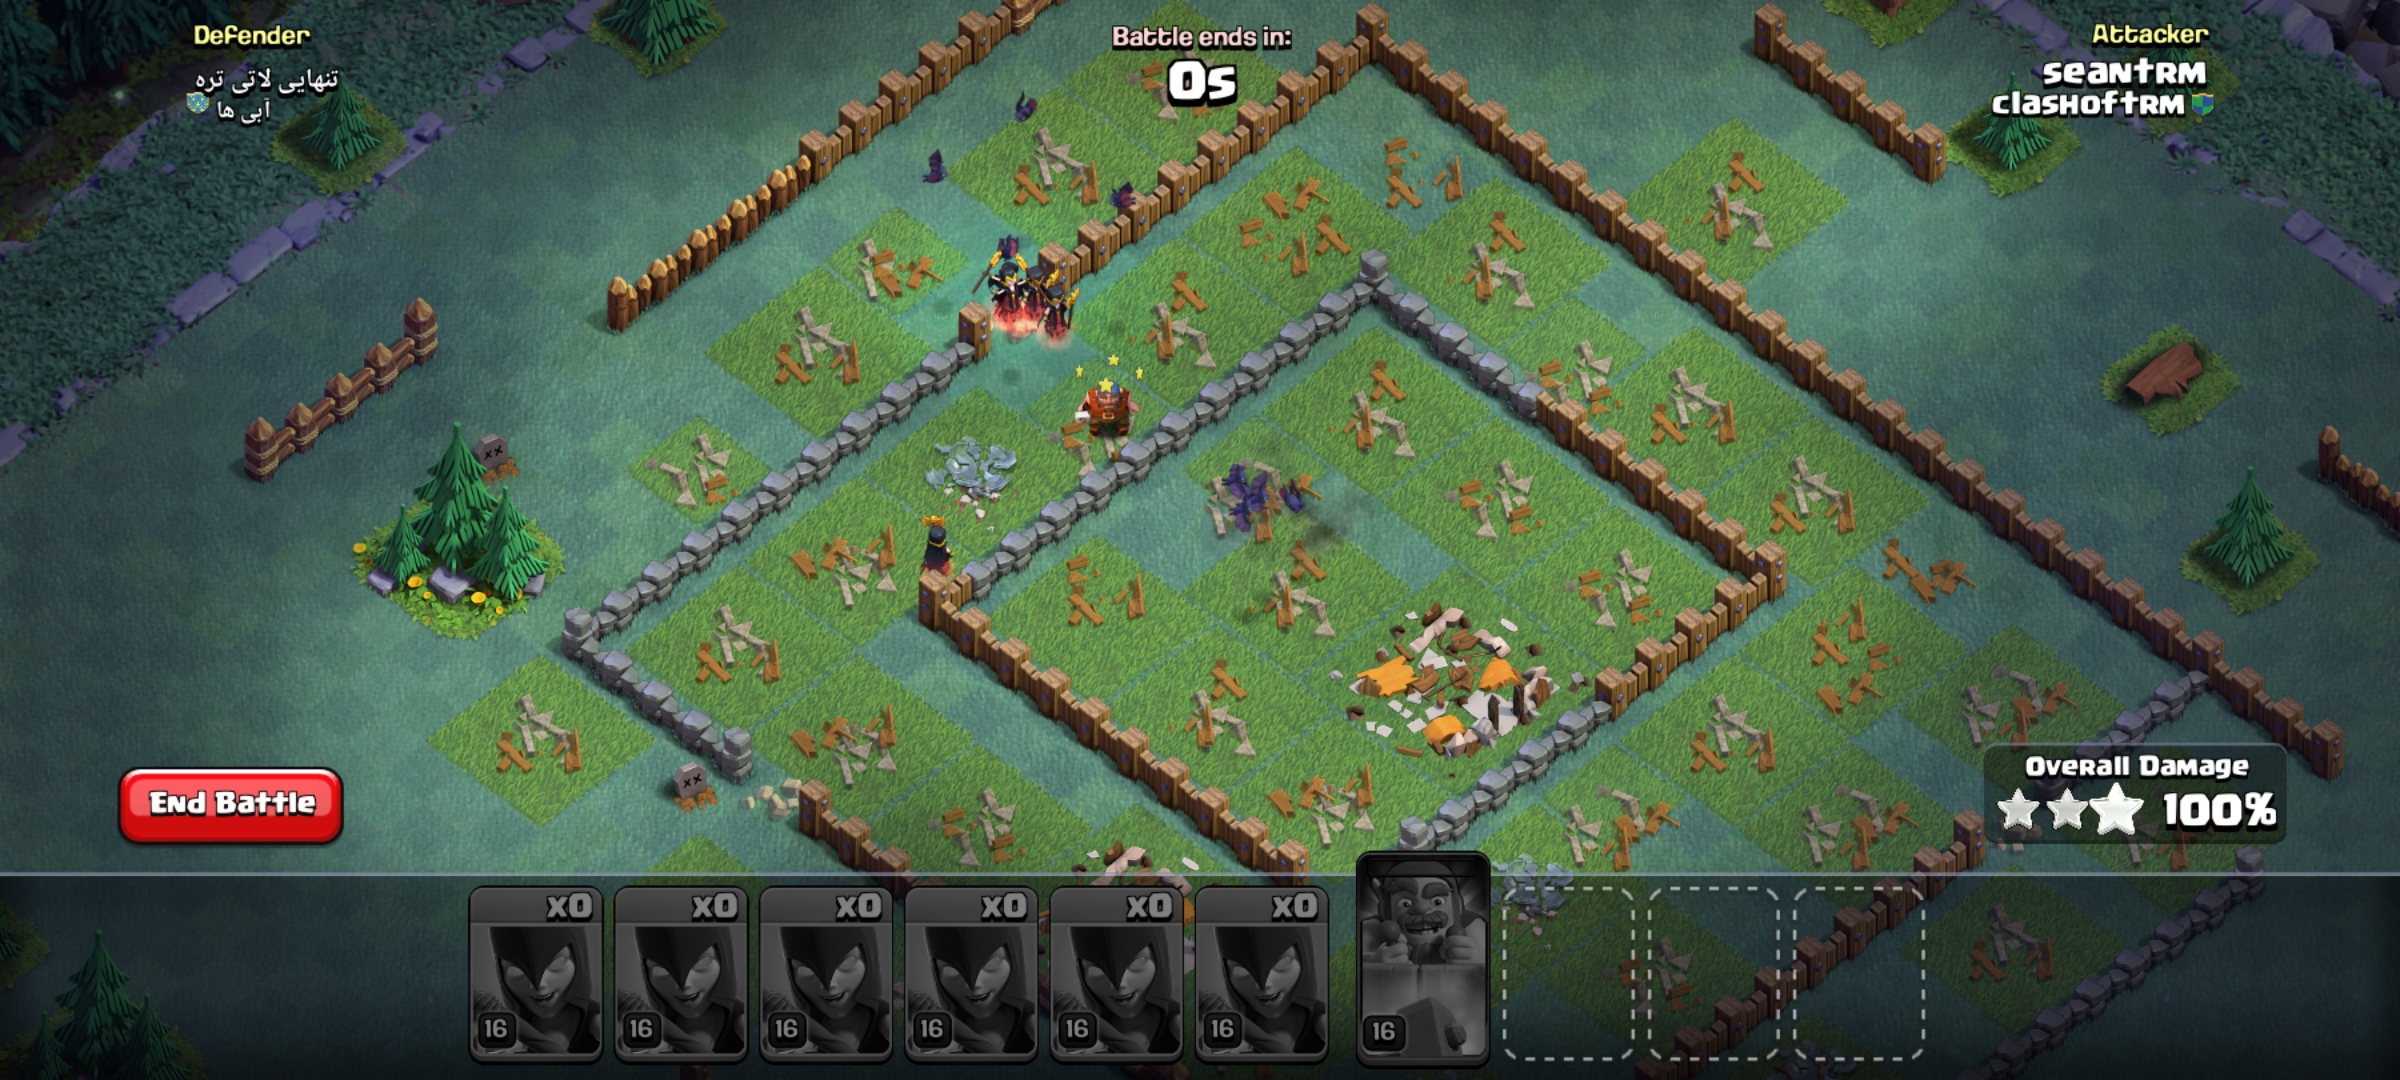 Defender
تنهایی لاتی تره
آبی ها
Battle ends in:
0s
Attacker
seantRM
clashoftRM
End Battle
Overall Damage
100%
x0 x0 x0 x0 x0 x0
16 16 16 16 16 16 16